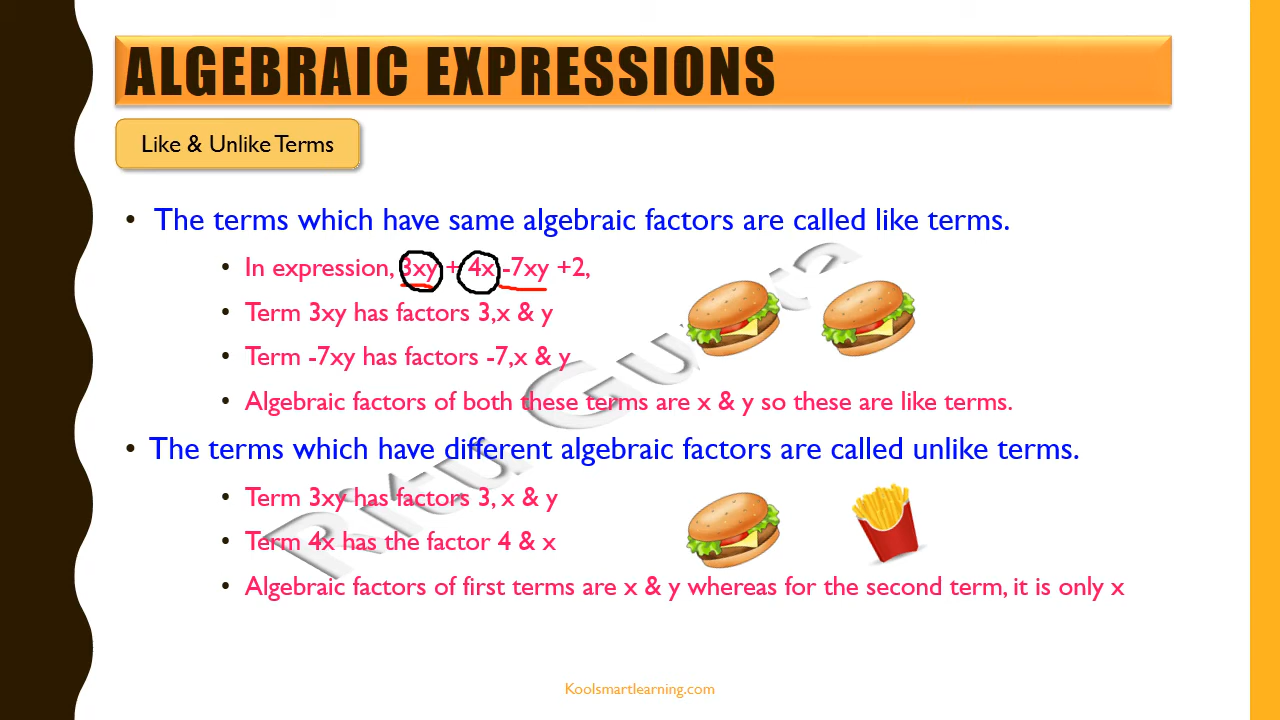 ALGEBRAIC EXPRESSIONS
Like & Unlike Terms
• The terms which have same algebraic factors are called like terms.
• In expression, 3xy + 4x -7xy +2,
• Term 3xy has factors 3,x & y
• Term -7xy has factors -7,x & y
• Algebraic factors of both these terms are x & y so these are like terms.
• The terms which have different algebraic factors are called unlike terms.
• Term 3xy has factors 3, x & y
• Term 4x has the factor 4 & x
• Algebraic factors of first terms are x & y whereas for the second term, it is only x
Ritu Gupta
Koolsmartlearning.com